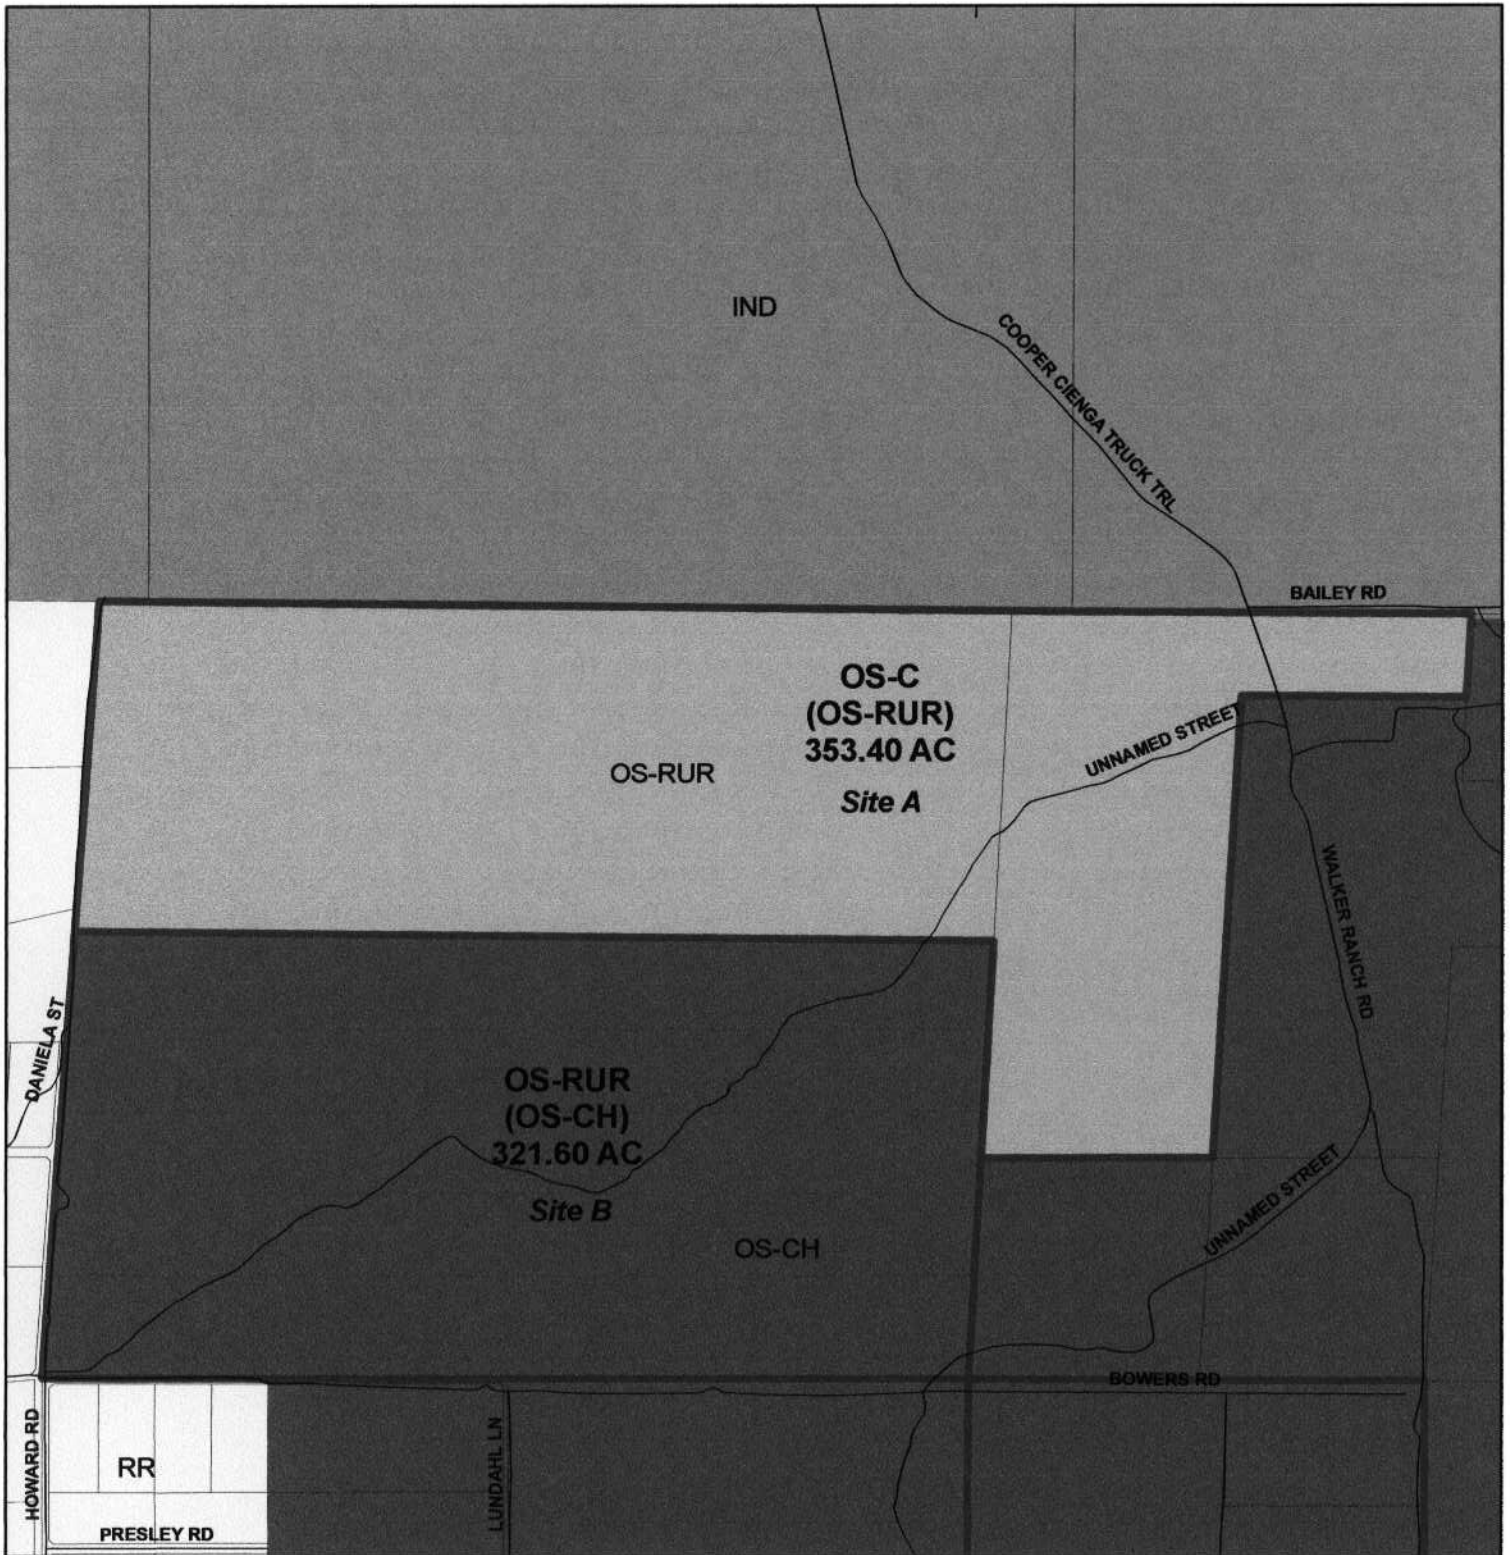 IND
COOPER CIENGA TRUCK TRL
BAILEY RD
OS-C
(OS-RUR)
353.40 AC
Site A
OS-RUR
UNNAMED STREET
WALKER RANCH RD
DANIELA ST
OS-RUR
(OS-CH)
321.60 AC
Site B
OS-CH
UNNAMED STREET
BOWERS RD
HOWARD RD
RR
LUNDAHL LN
PRESLEY RD